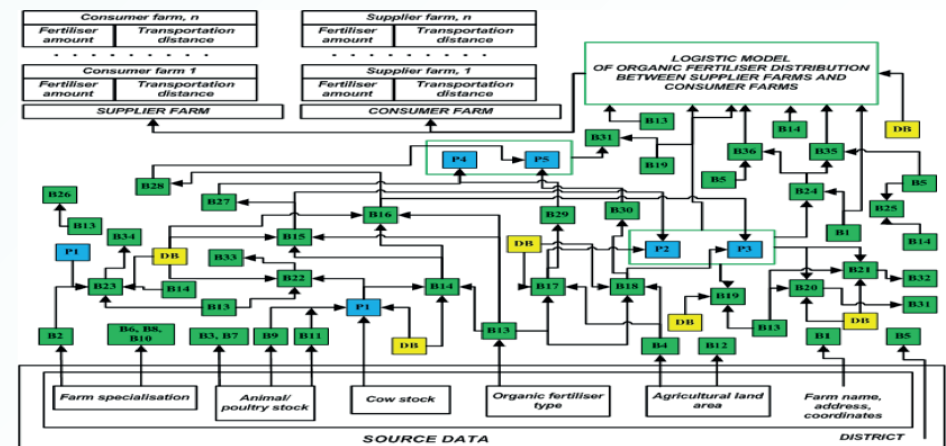 Consumer farm, n
Fertiliser amount
Transportation distance
Supplier farm, n
Fertiliser amount
Transportation distance
Consumer farm 1
Fertiliser amount
Transportation distance
SUPPLIER FARM
Supplier farm, 1
Fertiliser amount
Transportation distance
CONSUMER FARM
LOGISTIC MODEL
OF ORGANIC FERTILISER DISTRIBUTION
BETWEEN SUPPLIER FARMS AND
CONSUMER FARMS
B13
B14
DB
B31
B36
B35
P4
P5
B19
B5
B5
B28
B26
B27
B24
B25
B13
B16
B29
B30
B1
B14
B34
B15
P1
DB
B33
DB
P2
P3
B22
B21
B32
B23
B14
B14
B17
B18
B19
B20
B31
B13
P1
DB
B13
DB
B13
DB
B2
B6, B8,
B10
B3, B7
B9
B11
B4
B12
B1
B5
Farm specialisation
Animal/
poultry stock
Cow stock
Organic fertiliser
type
Agricultural land
area
Farm name,
address,
coordinates
SOURCE DATA
DISTRICT